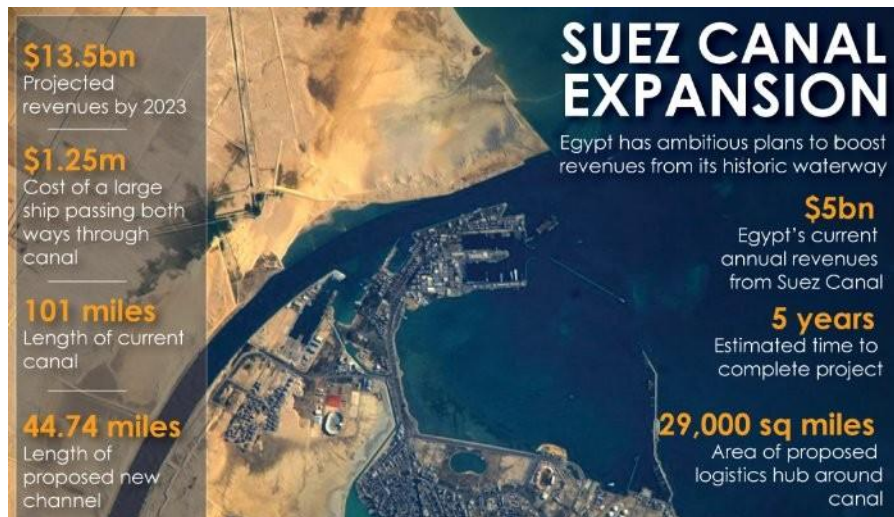 $13.5bn
Projected
revenues by 2023
$1.25m
Cost of a large
ship passing both
ways through
canal
101 miles
Length of current
canal
44.74 miles
Length of
proposed new
channel
SUEZ CANAL
EXPANSION
Egypt has ambitious plans to boost
revenues from its historic waterway
$5bn
Egypt's current
annual revenues
from Suez Canal
5 years
Estimated time to
complete project
29,000 sq miles
Area of proposed
logistics hub around
canal